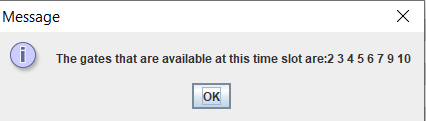 Message
The gates that are available at this time slot are:2 3 4 5 6 7 9 10
OK